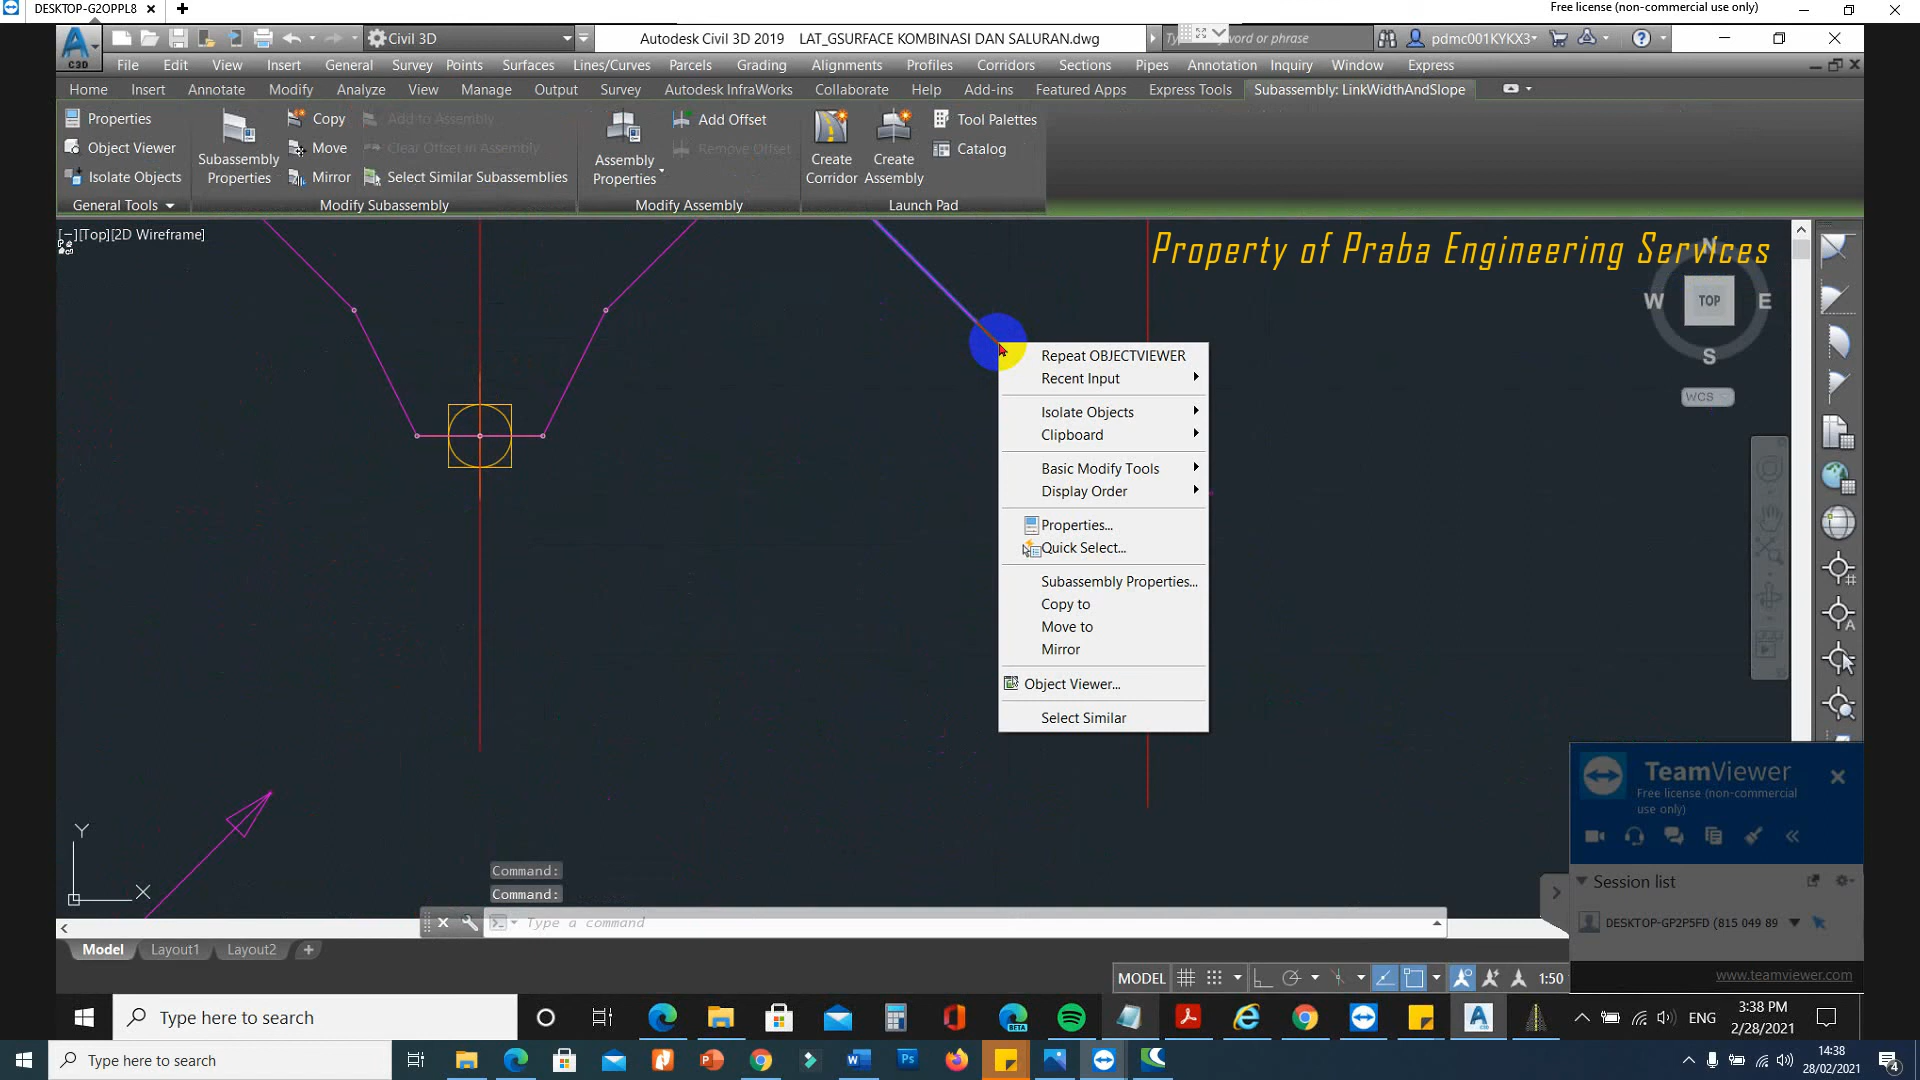 DESKTOP-G2OPPL8
Free license (non-commercial use only)
Civil 3D
Autodesk Civil 3D 2019 LAT_GSURFACE KOMBINASI DAN SALURAN.dwg
word or phrase
pdmc001KYKX3
C3D
File Edit View Insert General Survey Points Surfaces Lines/Curves Parcels Grading Alignments Profiles Corridors Sections Pipes Annotation Inquiry Window Express
Home Insert Annotate Modify Analyze View Manage Output Survey Autodesk InfraWorks Collaborate Help Add-ins Featured Apps Express Tools Subassembly: LinkWidthAndSlope
Properties
Object Viewer
Isolate Objects
General Tools
Subassembly
Properties
Copy
Move
Mirror
Add to Assembly
Clear Offset in Assembly
Select Similar Subassemblies
Modify Subassembly
Assembly
Properties
Add Offset
Remove Offset
Modify Assembly
Create
Corridor
Create
Assembly
Tool Palettes
Catalog
Launch Pad
[−][Top][2D Wireframe]
Property of Praba Engineering Services
N
W TOP E
S
WCS
Repeat OBJECTVIEWER
Recent Input
Isolate Objects
Clipboard
Basic Modify Tools
Display Order
Properties...
Quick Select...
Subassembly Properties...
Copy to
Move to
Mirror
Object Viewer...
Select Similar
TeamViewer
Free license (non-commercial
use only)
Session list
DESKTOP-GP2P5FD (815 049 89
www.teamviewer.com
Y
X
Command:
Command:
Type a command
Model Layout1 Layout2
MODEL
1:50
Type here to search
BETA
ENG
3:38 PM
2/28/2021
Type here to search
14:38
28/02/2021
4